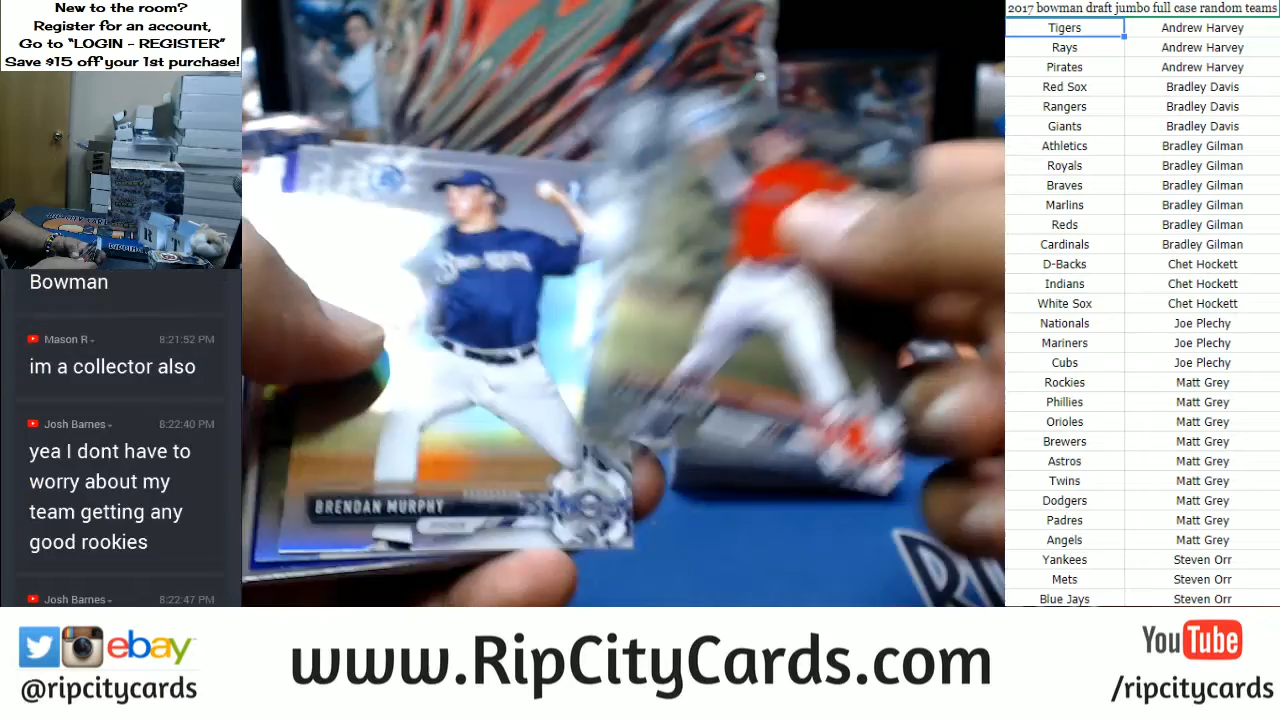 New to the room?
Register for an account,
Go to “LOGIN - REGISTER”
Save $15 off your 1st purchase!
Bowman
Mason R
8:21:52 PM
im a collector also
Josh Barnes
8:22:40 PM
yea I dont have to
worry about my
team getting any
good rookies
Josh Barnes
8:22:47 PM
BRENDAN MURPHY
2017 bowman draft jumbo full case random teams
Tigers Andrew Harvey
Rays Andrew Harvey
Pirates Andrew Harvey
Red Sox Bradley Davis
Rangers Bradley Davis
Giants Bradley Davis
Athletics Bradley Gilman
Royals Bradley Gilman
Braves Bradley Gilman
Marlins Bradley Gilman
Reds Bradley Gilman
Cardinals Bradley Gilman
D-Backs Chet Hockett
Indians Chet Hockett
White Sox Chet Hockett
Nationals Joe Plechy
Mariners Joe Plechy
Cubs Joe Plechy
Rockies Matt Grey
Phillies Matt Grey
Orioles Matt Grey
Brewers Matt Grey
Astros Matt Grey
Twins Matt Grey
Dodgers Matt Grey
Padres Matt Grey
Angels Matt Grey
Yankees Steven Orr
Mets Steven Orr
Blue Jays Steven Orr
ebay
@ripcitycards
www.RipCityCards.com
YouTube
/ripcitycards